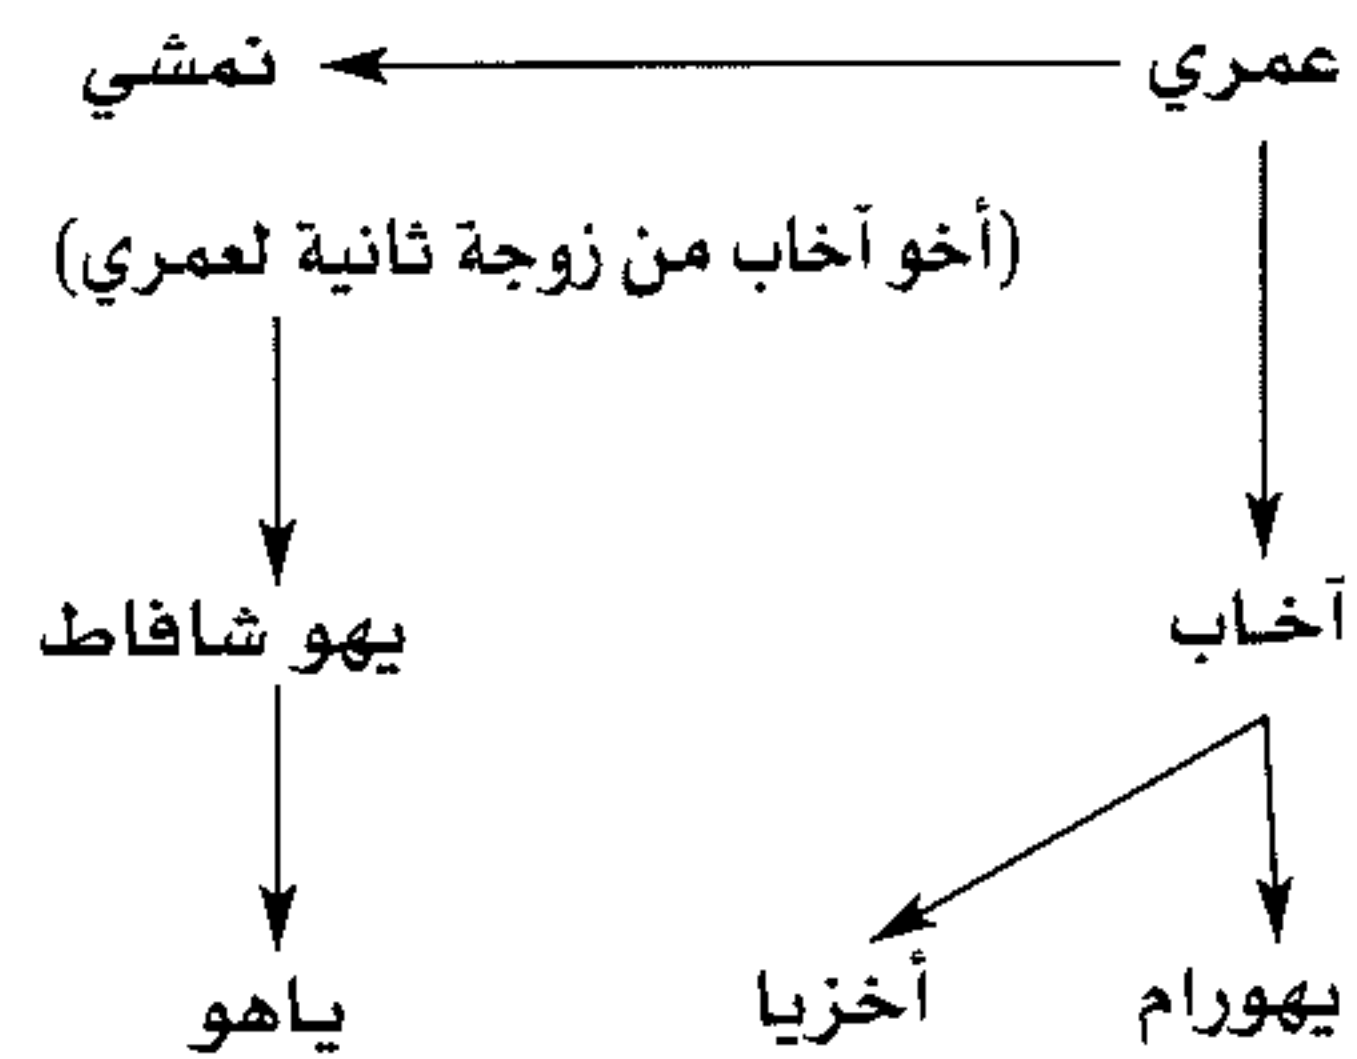 عمري نمشي
(أخو آخاب من زوجة ثانية لعمري)
آخاب يهو شافاط
يهورام أخزيا ياهو